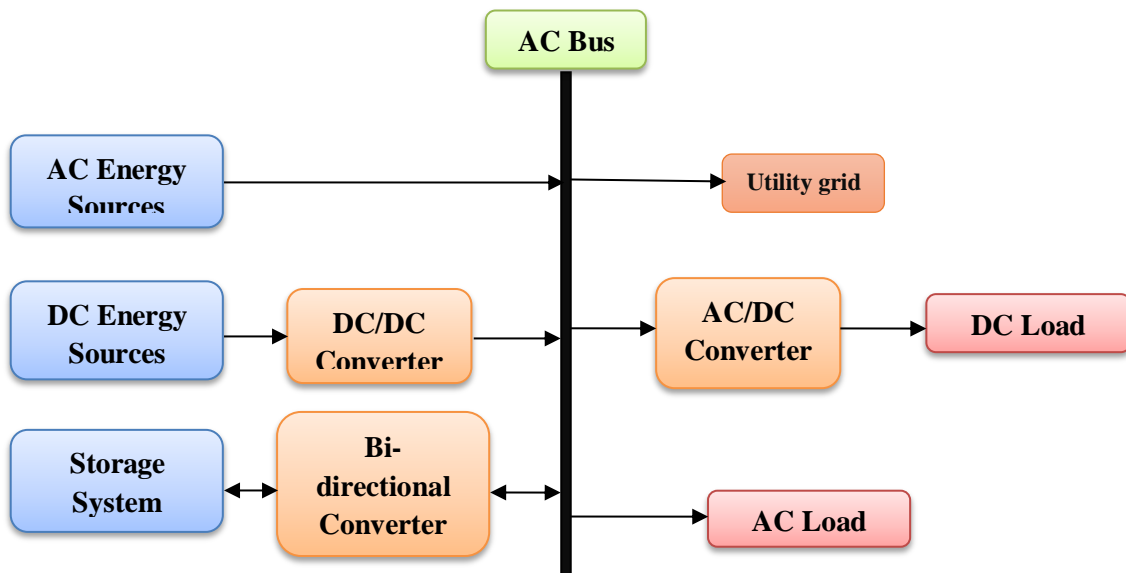 AC Bus
AC Energy
Sources
Utility grid
DC Energy
Sources
DC/DC
Converter
AC/DC
Converter
DC Load
Storage
System
Bi-
directional
Converter
AC Load